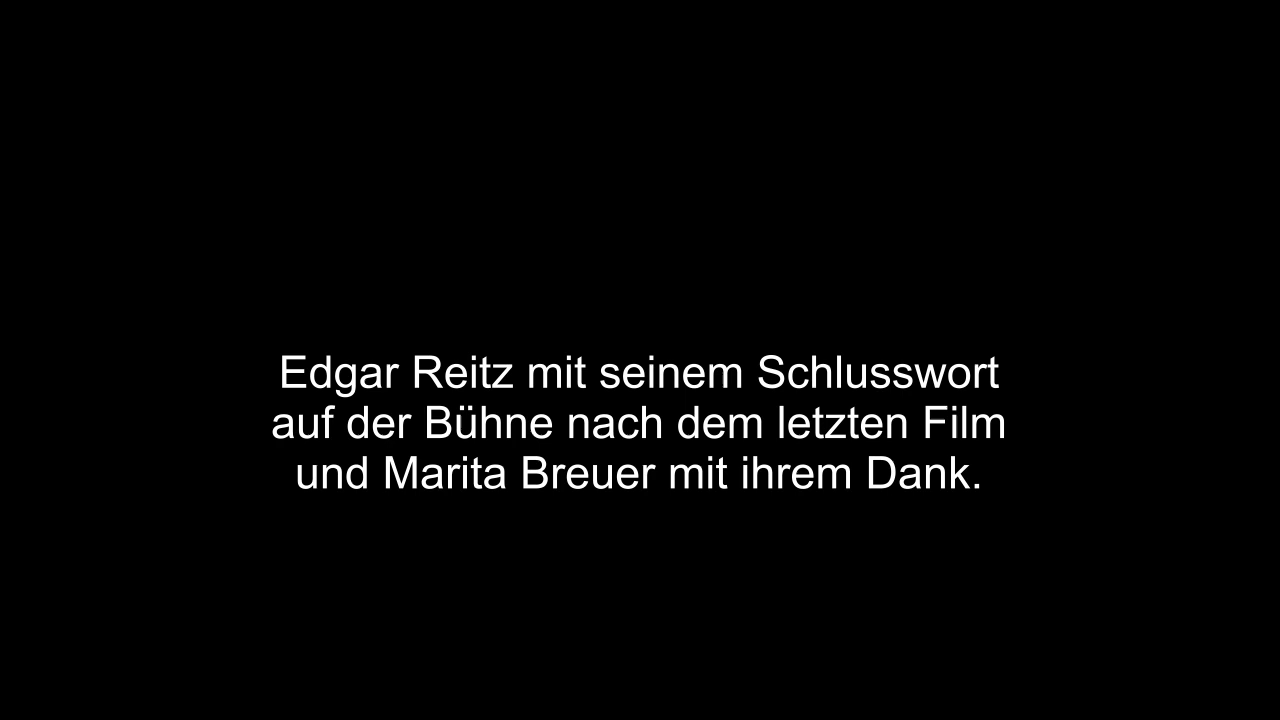 Edgar Reitz mit seinem Schlusswort
auf der Bühne nach dem letzten Film
und Marita Breuer mit ihrem Dank.